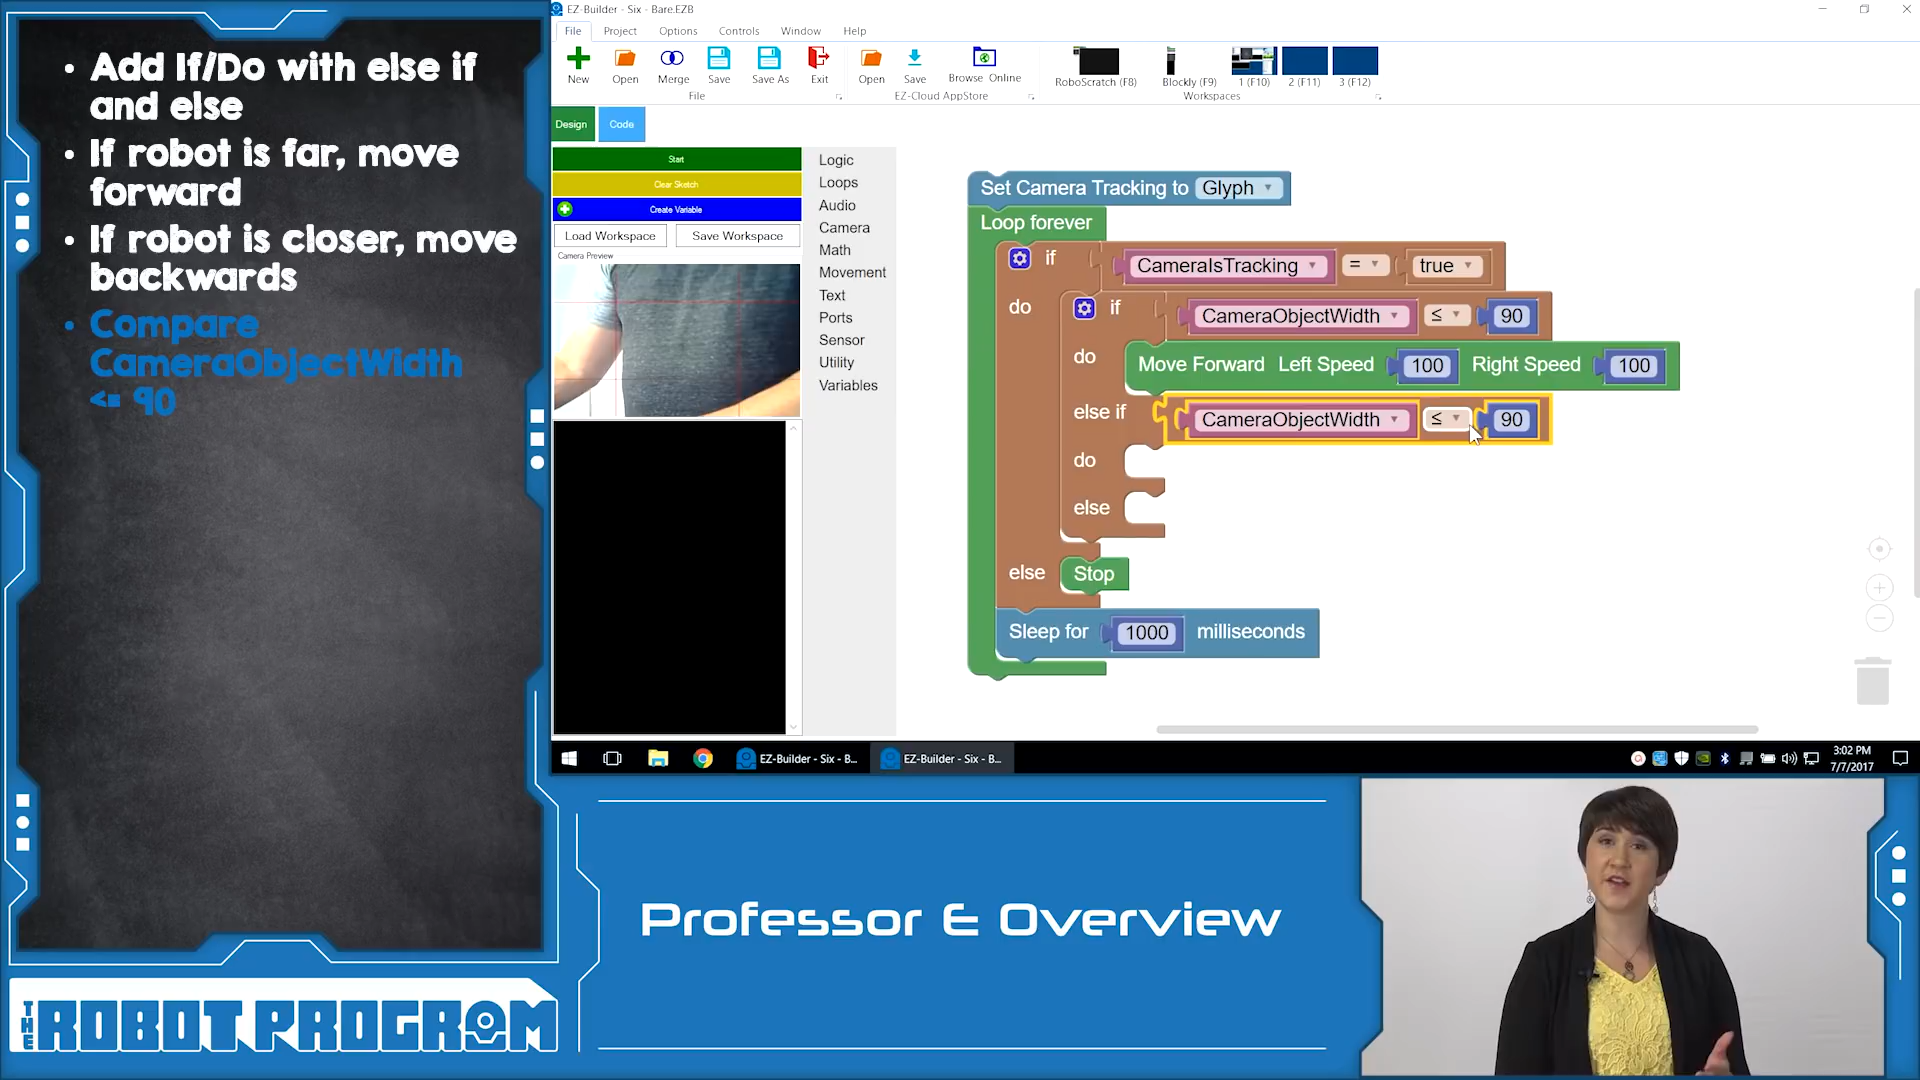 • Add If/Do with else if
and else
• If robot is far, move
forward
• If robot is closer, move
backwards
• Compare
CameraObjectWidth
<= 90
THE ROBOT PROGRAM
EZ-Builder - Six - Bare.EZB
File Project Options Controls Window Help
New Open Merge Save Save As Exit Open Save Browse Online RoboScratch (F8) Blockly (F9) 1 (F10) 2 (F11) 3 (F12)
File EZ-Cloud AppStore Workspaces
Design Code
Start
Clear Sketch
Create Variable
Load Workspace Save Workspace
Camera Preview
Logic
Loops
Audio
Camera
Math
Movement
Text
Ports
Sensor
Utility
Variables
Set Camera Tracking to Glyph
Loop forever
if CameraIsTracking = true
do if CameraObjectWidth ≤ 90
do Move Forward Left Speed 100 Right Speed 100
else if CameraObjectWidth ≤ 90
do
else
else Stop
Sleep for 1000 milliseconds
EZ-Builder - Six - B... EZ-Builder - Six - B... 3:02 PM
7/7/2017
Professor E Overview